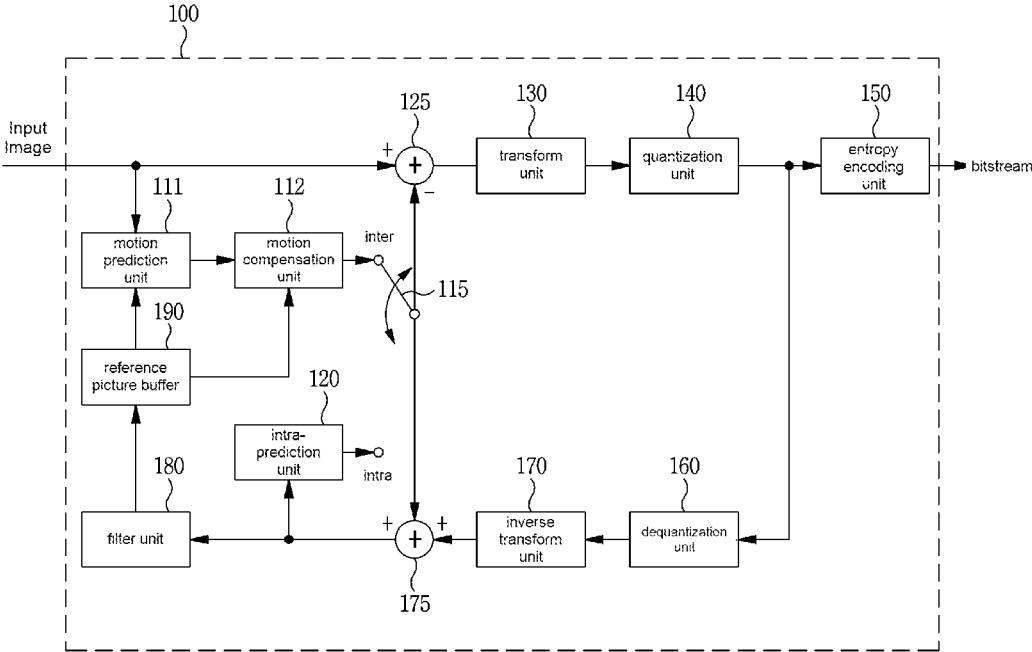 100
Input
Image
125
130
140
150
+
+
−
transform
unit
quantization
unit
entropy
encoding
unit
bitstream
111
112
motion
prediction
unit
motion
compensation
unit
inter
115
190
reference
picture buffer
120
intra-
prediction
unit
intra
180
170
160
filter unit
+
+
+
inverse
transform
unit
dequantization
unit
175